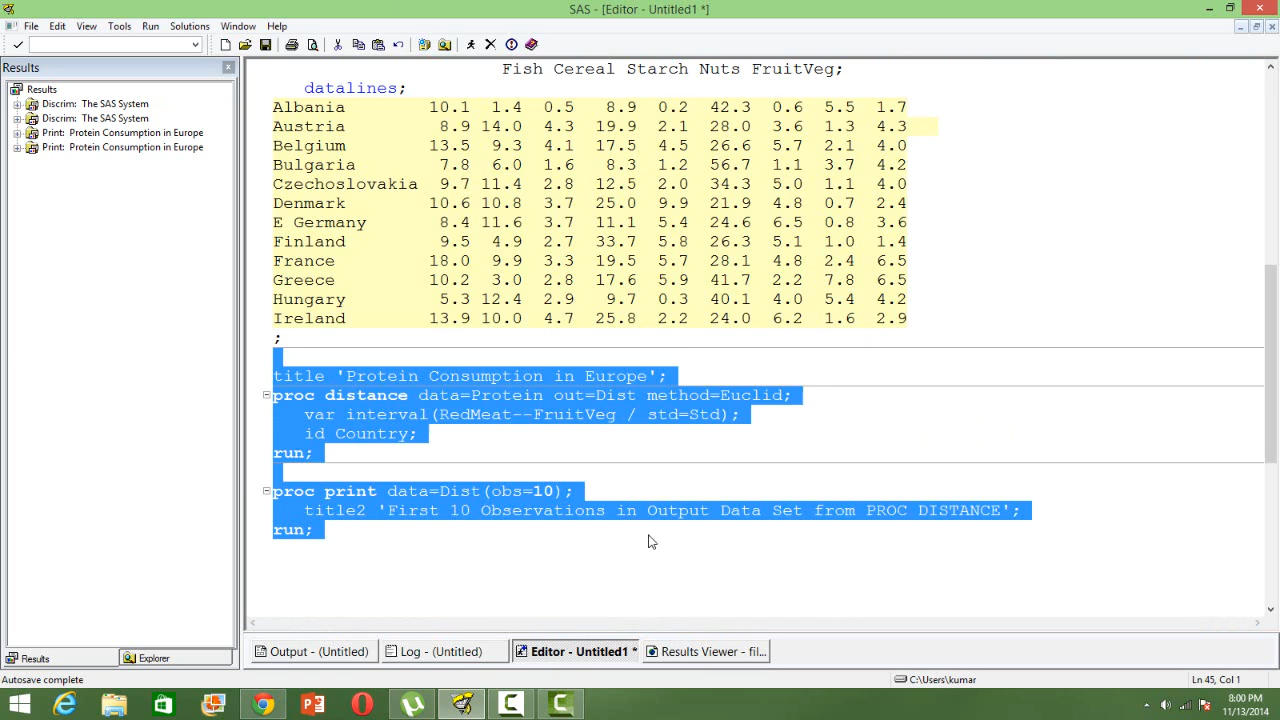 SAS - [Editor - Untitled1 *]
File Edit View Tools Run Solutions Window Help
Results
Results
Discrim: The SAS System
Discrim: The SAS System
Print: Protein Consumption in Europe
Print: Protein Consumption in Europe
Results Explorer
Fish Cereal Starch Nuts FruitVeg;
datalines;
Albania 10.1 1.4 0.5 8.9 0.2 42.3 0.6 5.5 1.7
Austria 8.9 14.0 4.3 19.9 2.1 28.0 3.6 1.3 4.3
Belgium 13.5 9.3 4.1 17.5 4.5 26.6 5.7 2.1 4.0
Bulgaria 7.8 6.0 1.6 8.3 1.2 56.7 1.1 3.7 4.2
Czechoslovakia 9.7 11.4 2.8 12.5 2.0 34.3 5.0 1.1 4.0
Denmark 10.6 10.8 3.7 25.0 9.9 21.9 4.8 0.7 2.4
E Germany 8.4 11.6 3.7 11.1 5.4 24.6 6.5 0.8 3.6
Finland 9.5 4.9 2.7 33.7 5.8 26.3 5.1 1.0 1.4
France 18.0 9.9 3.3 19.5 5.7 28.1 4.8 2.4 6.5
Greece 10.2 3.0 2.8 17.6 5.9 41.7 2.2 7.8 6.5
Hungary 5.3 12.4 2.9 9.7 0.3 40.1 4.0 5.4 4.2
Ireland 13.9 10.0 4.7 25.8 2.2 24.0 6.2 1.6 2.9
;
title 'Protein Consumption in Europe';
proc distance data=Protein out=Dist method=Euclid;
var interval(RedMeat--FruitVeg / std=Std);
id Country;
run;
proc print data=Dist(obs=10);
title2 'First 10 Observations in Output Data Set from PROC DISTANCE';
run;
Output - (Untitled) Log - (Untitled) Editor - Untitled1 * Results Viewer - fil...
Autosave complete C:\Users\kumar Ln 45, Col 1
8:00 PM
11/13/2014